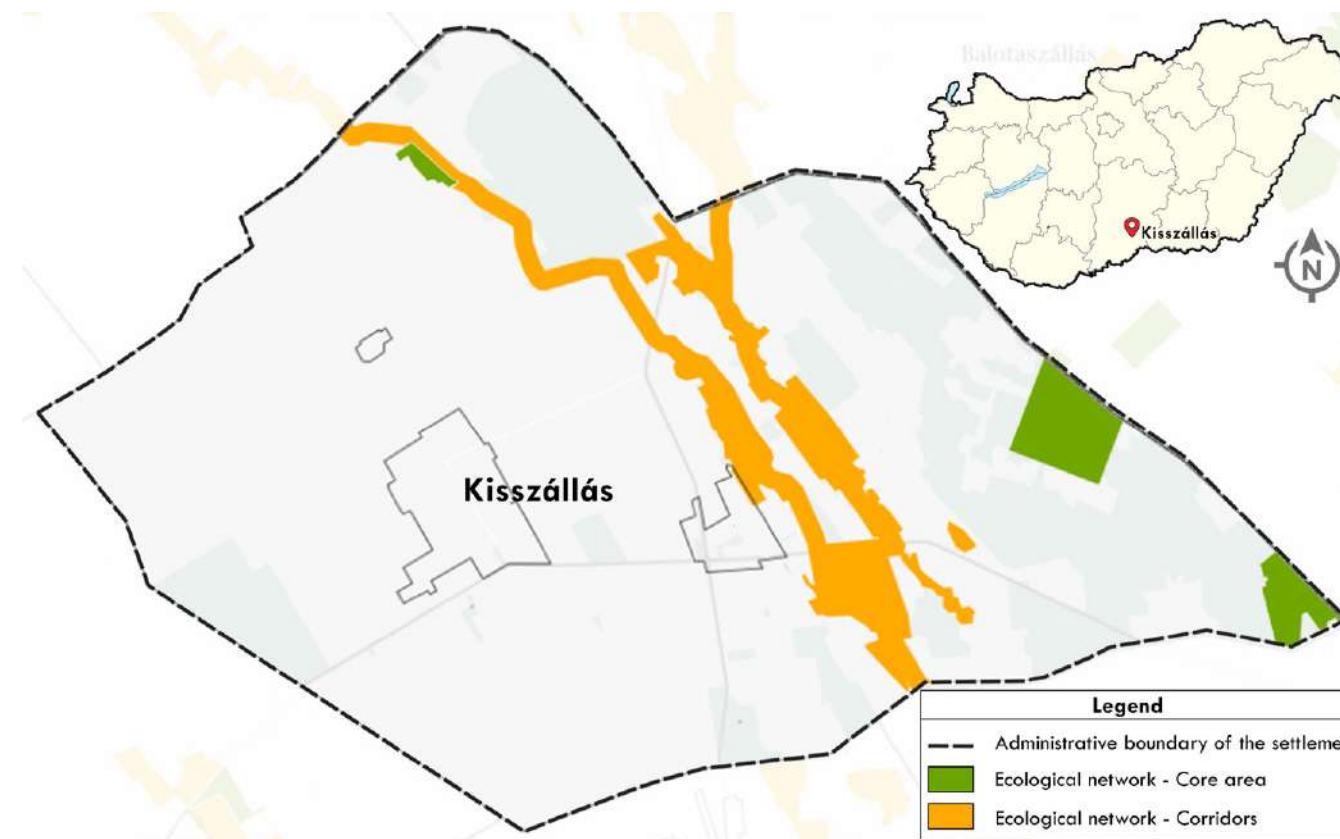 Balotaszállás
Kisszállás
N
Kisszállás
Legend
Administrative boundary of the settleme
Ecological network - Core area
Ecological network - Corridors